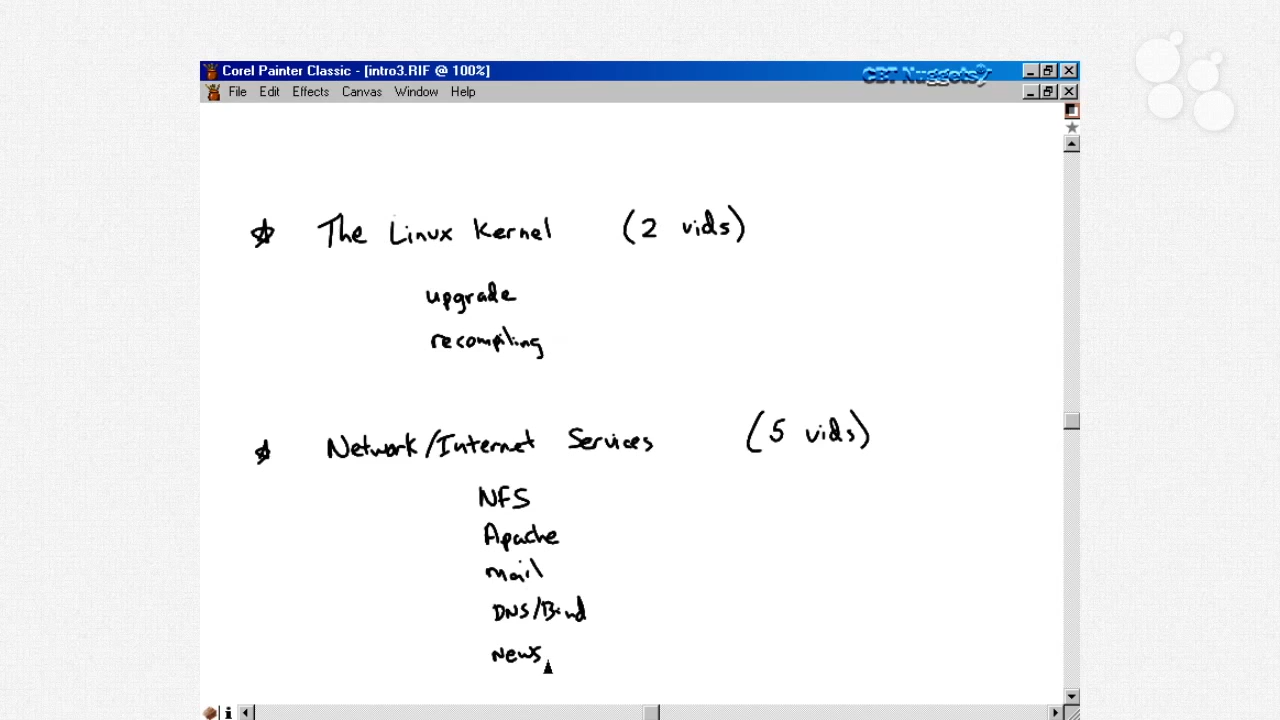 Corel Painter Classic - [intro3.RIF @ 100%]
CBT Nuggets
File Edit Effects Canvas Window Help
The Linux Kernel (2 vids)
upgrade
recompiling
Network/Internet Services (5 vids)
NFS
Apache
mail
DNS/Bind
News